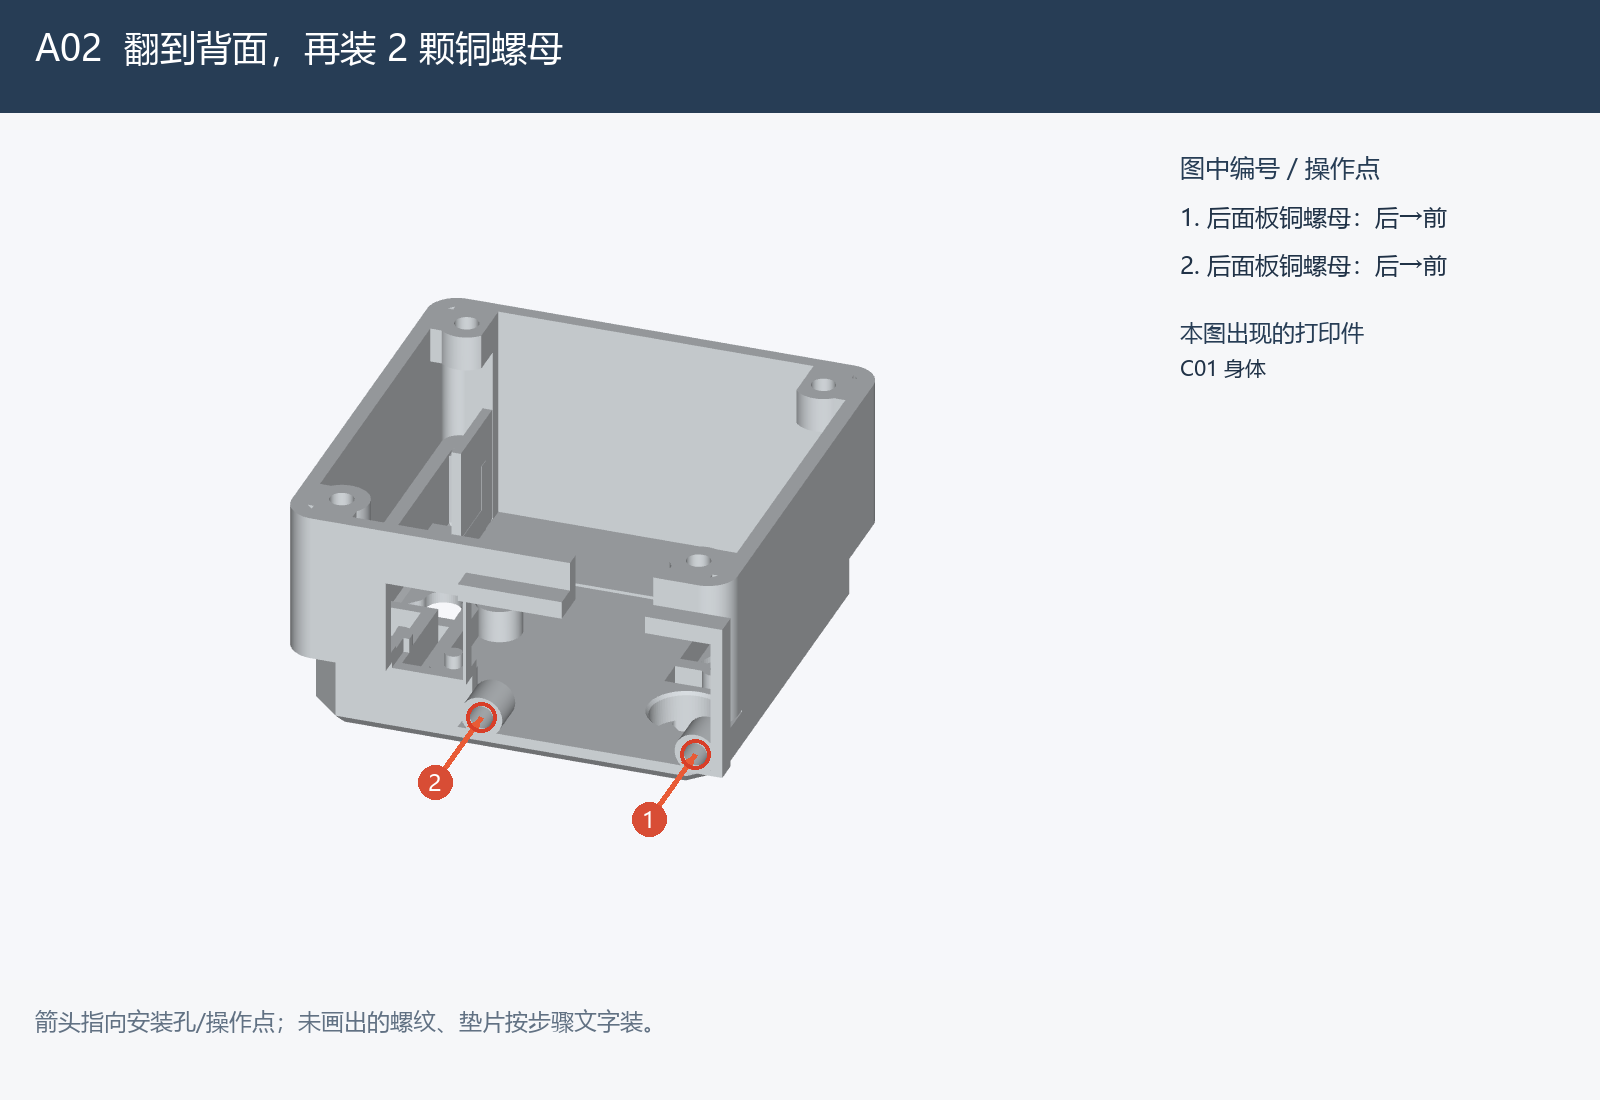 A02 翻到背面，再装 2 颗铜螺母
图中编号 / 操作点
1. 后面板铜螺母：后→前
2. 后面板铜螺母：后→前
本图出现的打印件
C01 身体
2
1
箭头指向安装孔/操作点；未画出的螺纹、垫片按步骤文字装。